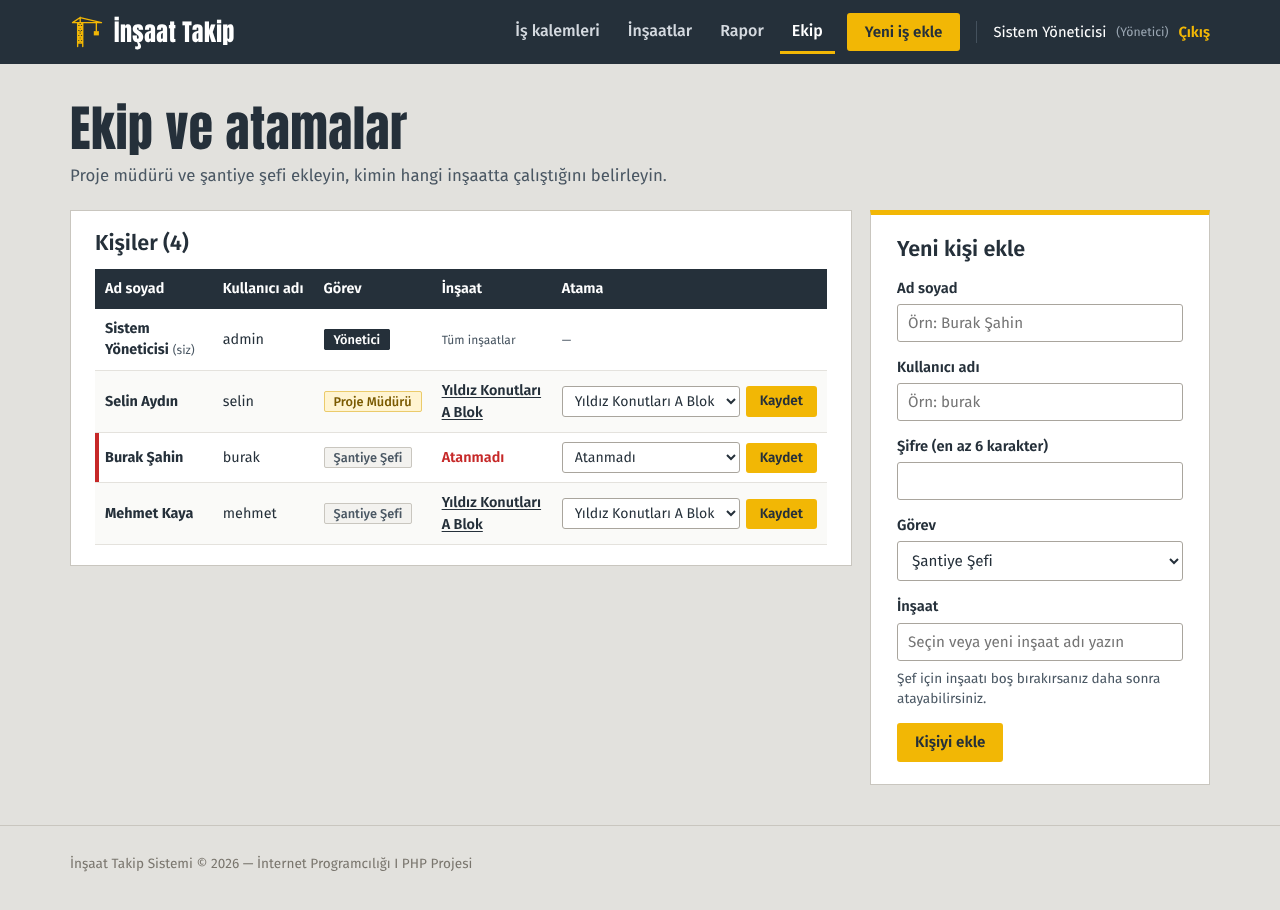 İnşaat Takip
İş kalemleri İnşaatlar Rapor Ekip Yeni iş ekle Sistem Yöneticisi (Yönetici) Çıkış
Ekip ve atamalar
Proje müdürü ve şantiye şefi ekleyin, kimin hangi inşaatta çalıştığını belirleyin.
Kişiler (4)
Ad soyad Kullanıcı adı Görev İnşaat Atama
Sistem
Yöneticisi (siz) admin Yönetici Tüm inşaatlar —
Selin Aydın selin Proje Müdürü Yıldız Konutları
A Blok Yıldız Konutları A Blok Kaydet
Burak Şahin burak Şantiye Şefi Atanmadı Atanmadı Kaydet
Mehmet Kaya mehmet Şantiye Şefi Yıldız Konutları
A Blok Yıldız Konutları A Blok Kaydet
Yeni kişi ekle
Ad soyad
Örn: Burak Şahin
Kullanıcı adı
Örn: burak
Şifre (en az 6 karakter)
Görev
Şantiye Şefi
İnşaat
Seçin veya yeni inşaat adı yazın
Şef için inşaatı boş bırakırsanız daha sonra
atayabilirsiniz.
Kişiyi ekle
İnşaat Takip Sistemi © 2026 — İnternet Programcılığı I PHP Projesi